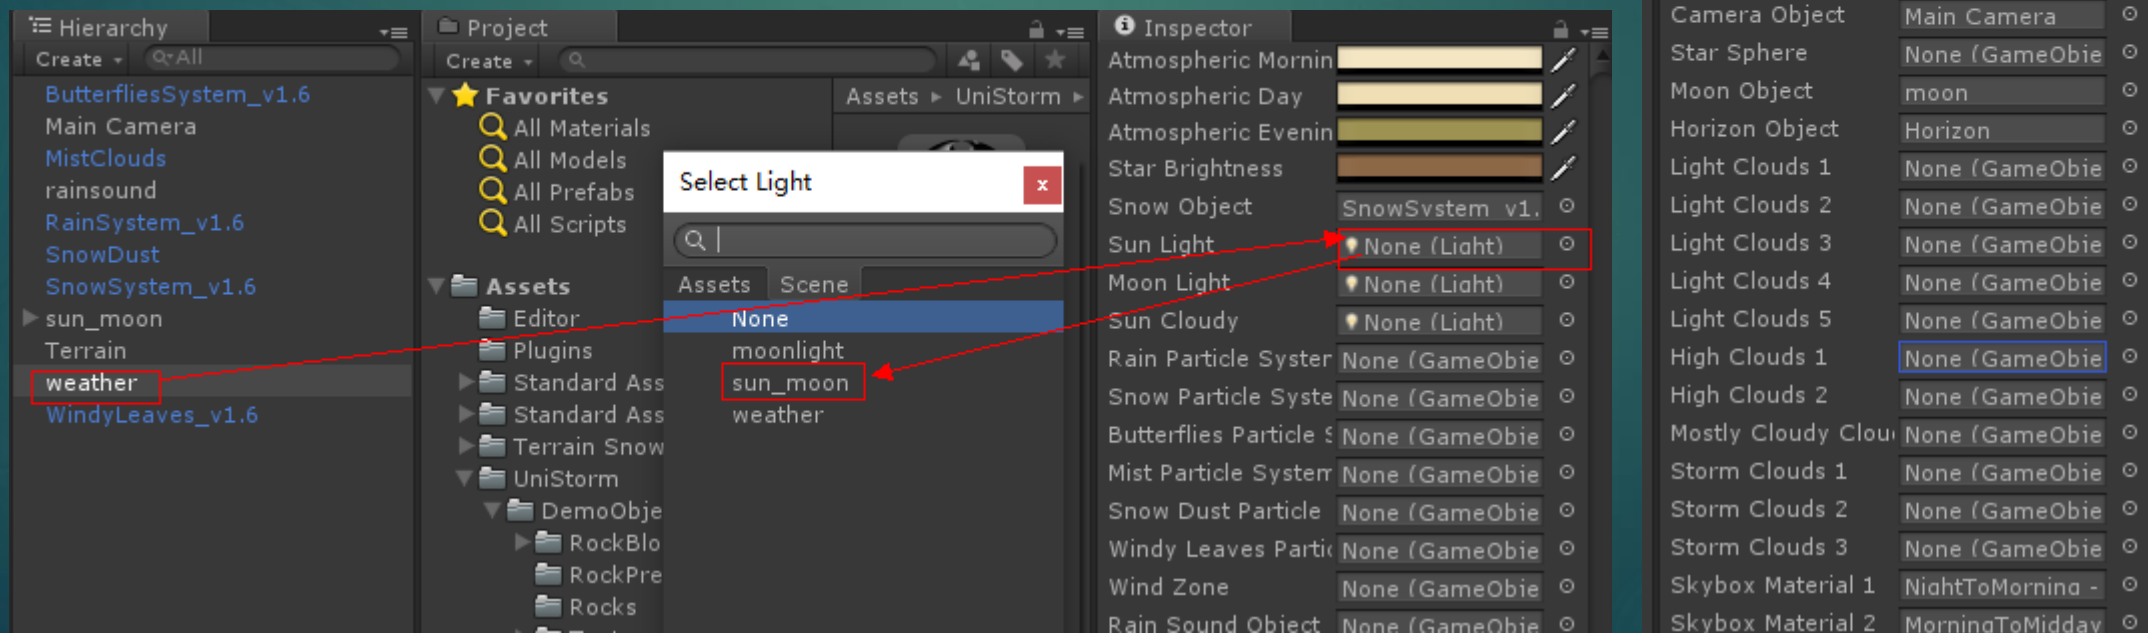 Hierarchy
Create
All
ButterfliesSystem_v1.6
Main Camera
MistClouds
rainsound
RainSystem_v1.6
SnowDust
SnowSystem_v1.6
sun_moon
Terrain
weather
WindyLeaves_v1.6
Project
Create
Favorites
All Materials
All Models
All Prefabs
All Scripts
Assets
Editor
Plugins
Standard Ass
Standard Ass
Terrain Snow
UniStorm
DemoObje
RockBlo
RockPre
Rocks
Assets ▸ UniStorm ▸
Select Light
x
Assets Scene
None
moonlight
sun_moon
weather
Inspector
Atmospheric Mornin
Atmospheric Day
Atmospheric Evenin
Star Brightness
Snow Object SnowSystem v1.
Sun Light None (Light)
Moon Light None (Light)
Sun Cloudy None (Light)
Rain Particle System None (GameObje
Snow Particle Syste None (GameObje
Butterflies Particle S None (GameObje
Mist Particle System None (GameObje
Snow Dust Particle None (GameObje
Windy Leaves Partic None (GameObje
Wind Zone None (GameObje
Rain Sound Object None (GameObje
Camera Object Main Camera
Star Sphere None (GameObje
Moon Object moon
Horizon Object Horizon
Light Clouds 1 None (GameObje
Light Clouds 2 None (GameObje
Light Clouds 3 None (GameObje
Light Clouds 4 None (GameObje
Light Clouds 5 None (GameObje
High Clouds 1 None (GameObje
High Clouds 2 None (GameObje
Mostly Cloudy Clou None (GameObje
Storm Clouds 1 None (GameObje
Storm Clouds 2 None (GameObje
Storm Clouds 3 None (GameObje
Skybox Material 1 NightToMorning -
Skybox Material 2 MorningToMidday